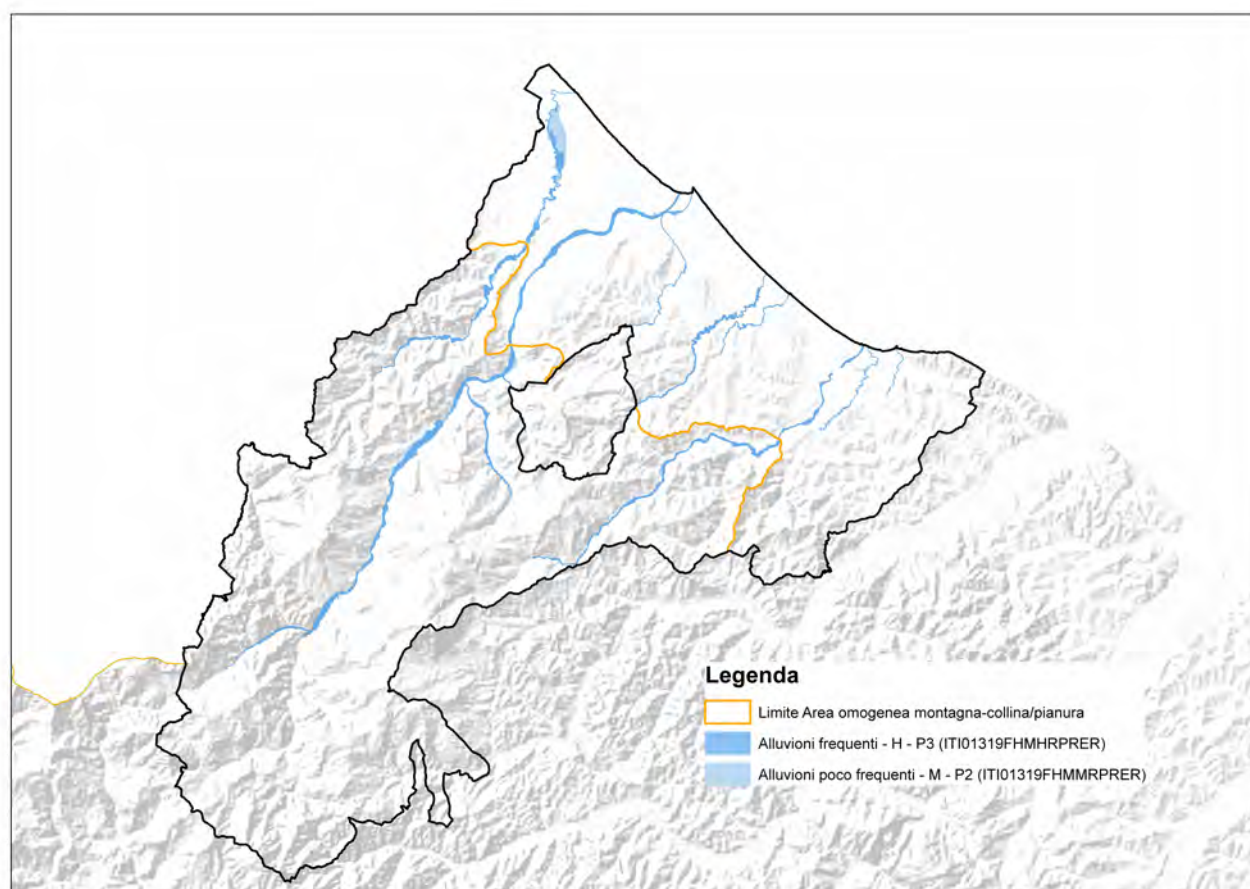 Legenda
Limite Area omogenea montagna-collina/pianura
Alluvioni frequenti - H - P3 (ITI01319FHMHRPRER)
Alluvioni poco frequenti - M - P2 (ITI01319FHMMRPRER)